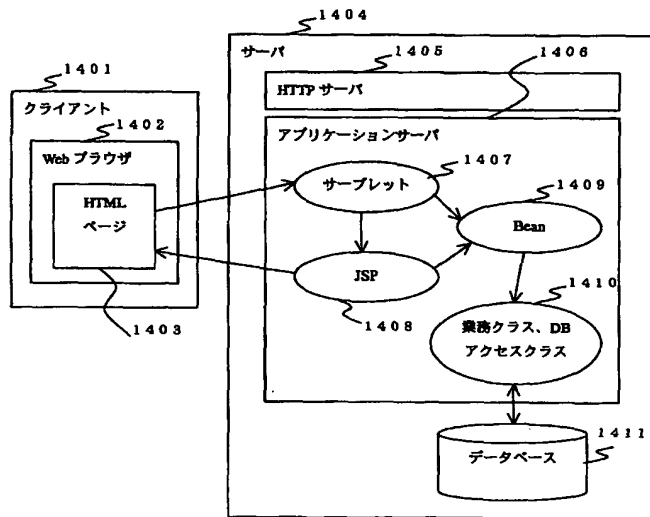 1404
サーバ
1405
1406
HTTP サーバ
1401
クライアント
1402
Web ブラウザ
HTML
ページ
1403
アプリケーションサーバ
1407
サーブレット
1409
Bean
JSP
1408
1410
業務クラス、DB
アクセスクラス
1411
データベース